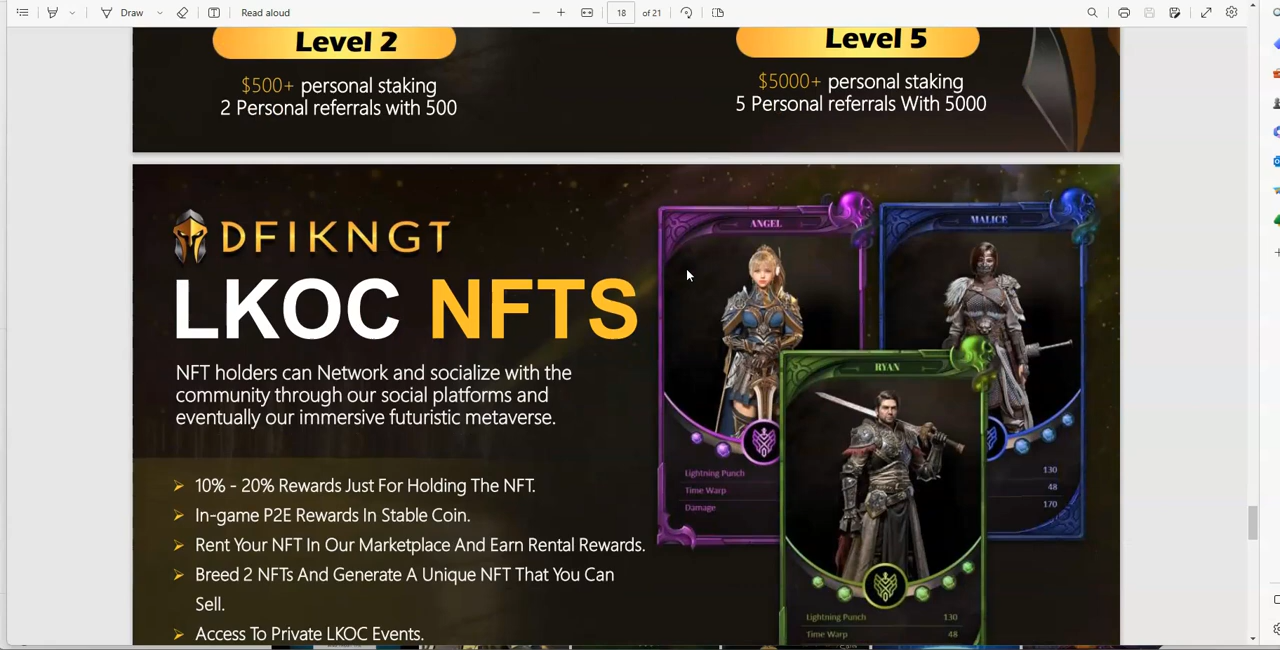 Draw
Read aloud
18 of 21
Level 2
$500+ personal staking
2 Personal referrals with 500
Level 5
$5000+ personal staking
5 Personal referrals With 5000
DFIKNGT
LKOC NFTS
NFT holders can Network and socialize with the
community through our social platforms and
eventually our immersive futuristic metaverse.
➤ 10% - 20% Rewards Just For Holding The NFT.
➤ In-game P2E Rewards In Stable Coin.
➤ Rent Your NFT In Our Marketplace And Earn Rental Rewards.
➤ Breed 2 NFTs And Generate A Unique NFT That You Can
Sell.
➤ Access To Private LKOC Events.
ANGEL
Lightning Punch
Time Warp
Damage
MALICE
130
48
170
RYAN
Lightning Punch 130
Time Warp 48